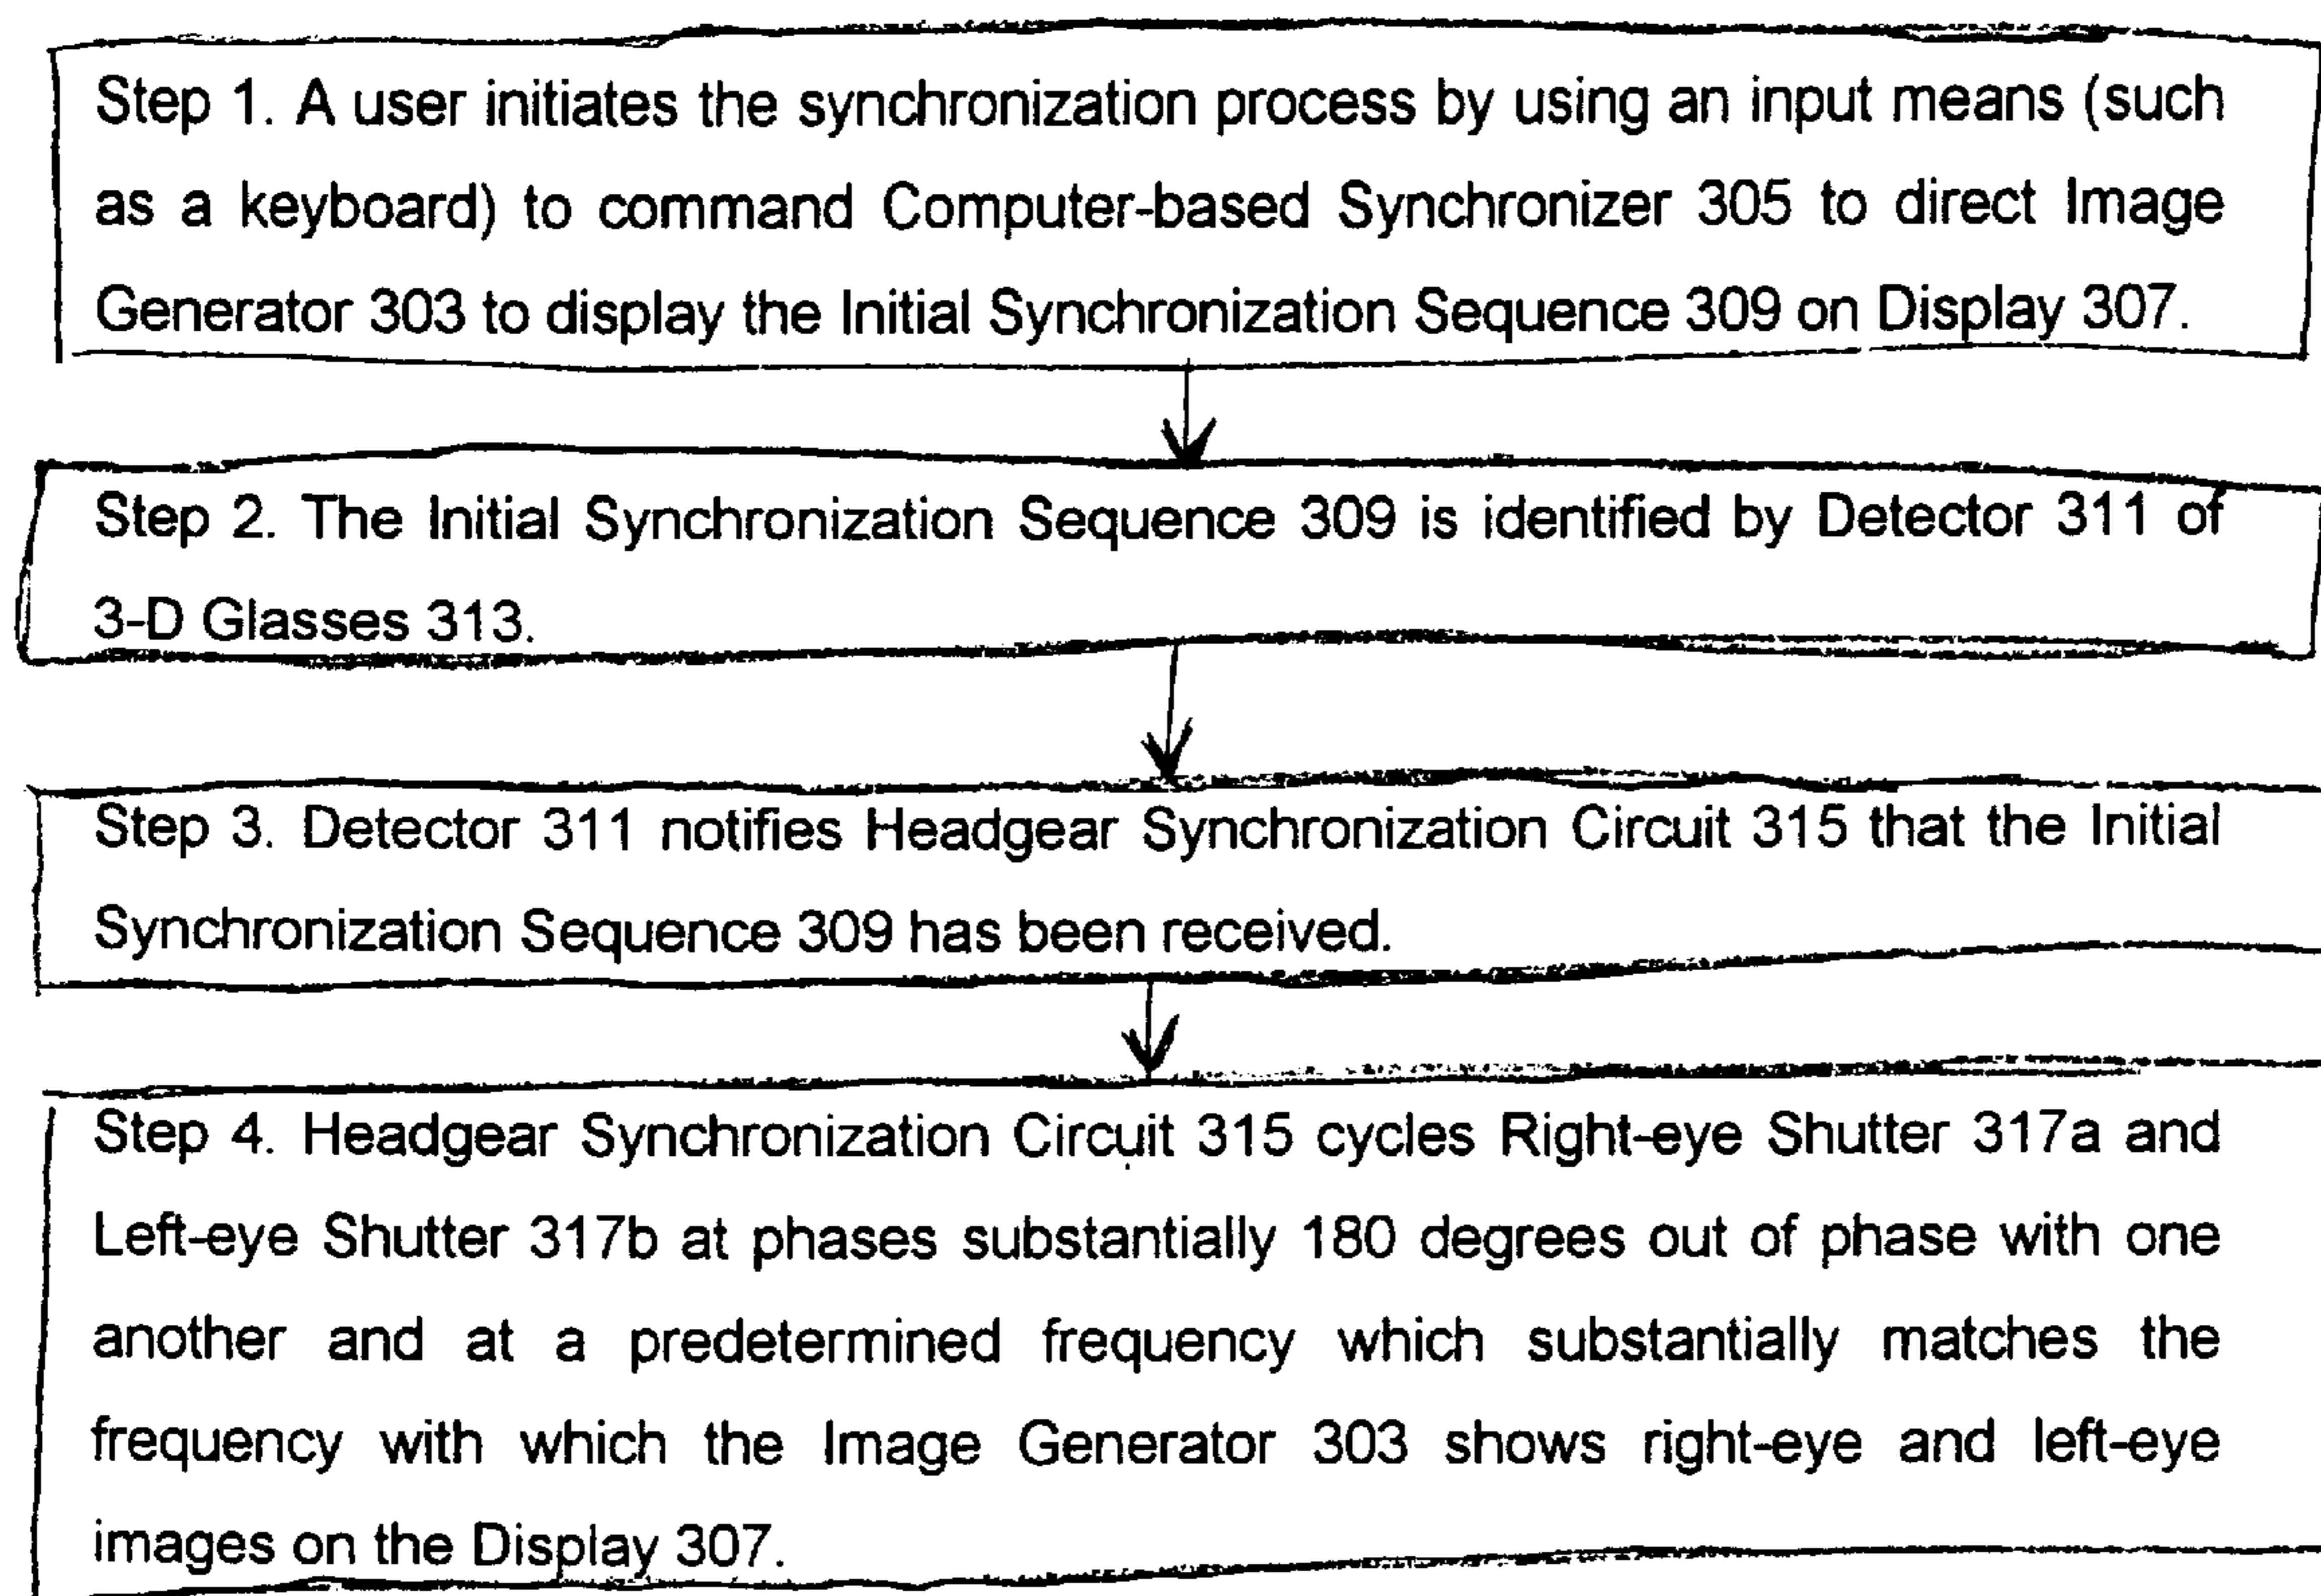 Step 1. A user initiates the synchronization process by using an input means (such
as a keyboard) to command Computer-based Synchronizer 305 to direct Image
Generator 303 to display the Initial Synchronization Sequence 309 on Display 307.
Step 2. The Initial Synchronization Sequence 309 is identified by Detector 311 of
3-D Glasses 313.
Step 3. Detector 311 notifies Headgear Synchronization Circuit 315 that the Initial
Synchronization Sequence 309 has been received.
Step 4. Headgear Synchronization Circuit 315 cycles Right-eye Shutter 317a and
Left-eye Shutter 317b at phases substantially 180 degrees out of phase with one
another and at a predetermined frequency which substantially matches the
frequency with which the Image Generator 303 shows right-eye and left-eye
images on the Display 307.